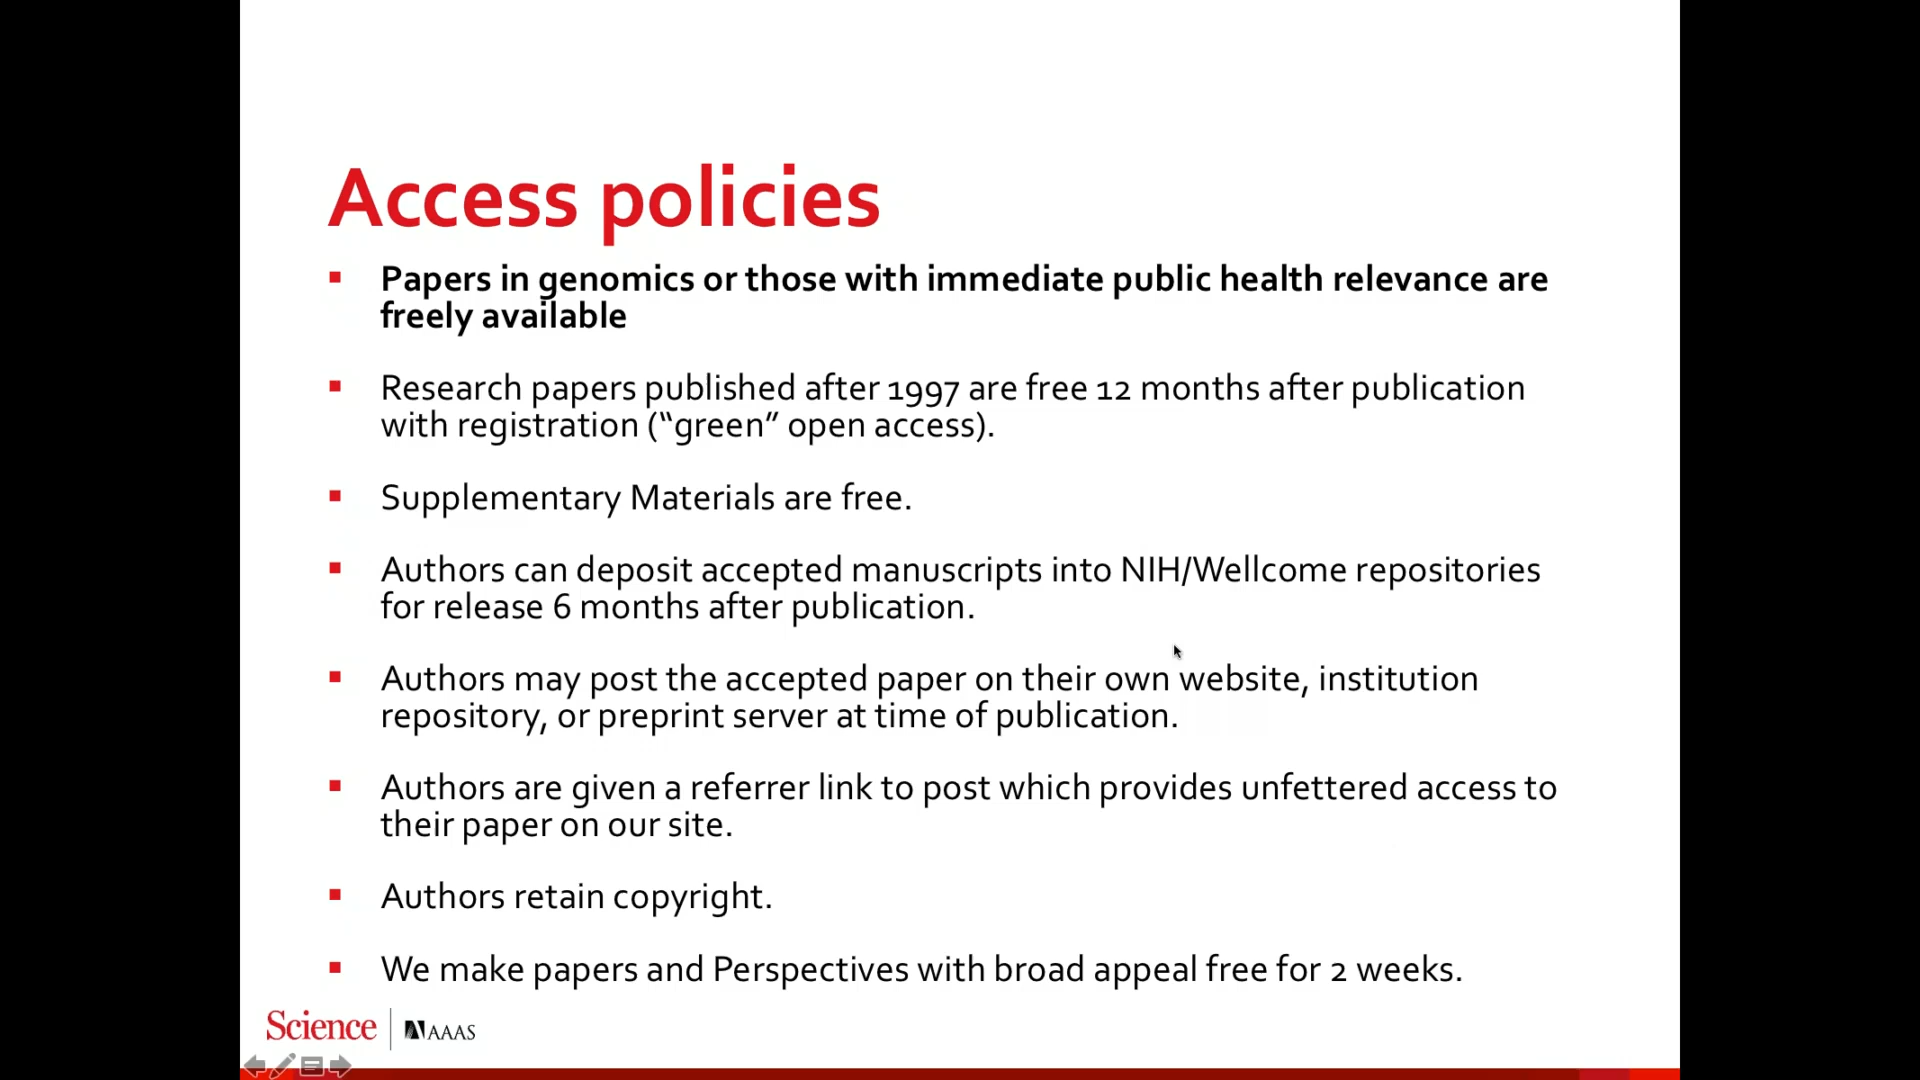 Access policies
Papers in genomics or those with immediate public health relevance are
freely available
Research papers published after 1997 are free 12 months after publication
with registration (“green” open access).
Supplementary Materials are free.
Authors can deposit accepted manuscripts into NIH/Wellcome repositories
for release 6 months after publication.
Authors may post the accepted paper on their own website, institution
repository, or preprint server at time of publication.
Authors are given a referrer link to post which provides unfettered access to
their paper on our site.
Authors retain copyright.
We make papers and Perspectives with broad appeal free for 2 weeks.
Science AAAS